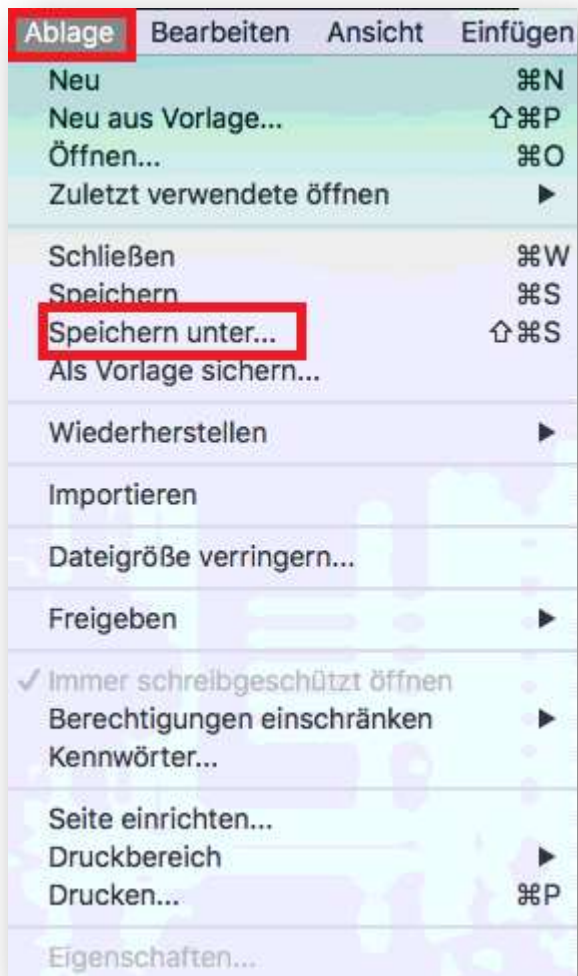 Ablage Bearbeiten Ansicht Einfügen
Neu ⌘N
Neu aus Vorlage... ⇧⌘P
Öffnen... ⌘O
Zuletzt verwendete öffnen ▶
Schließen ⌘W
Speichern ⌘S
Speichern unter... ⇧⌘S
Als Vorlage sichern...
Wiederherstellen ▶
Importieren
Dateigröße verringern...
Freigeben ▶
✓ Immer schreibgeschützt öffnen
Berechtigungen einschränken ▶
Kennwörter...
Seite einrichten...
Druckbereich ▶
Drucken... ⌘P
Eigenschaften...